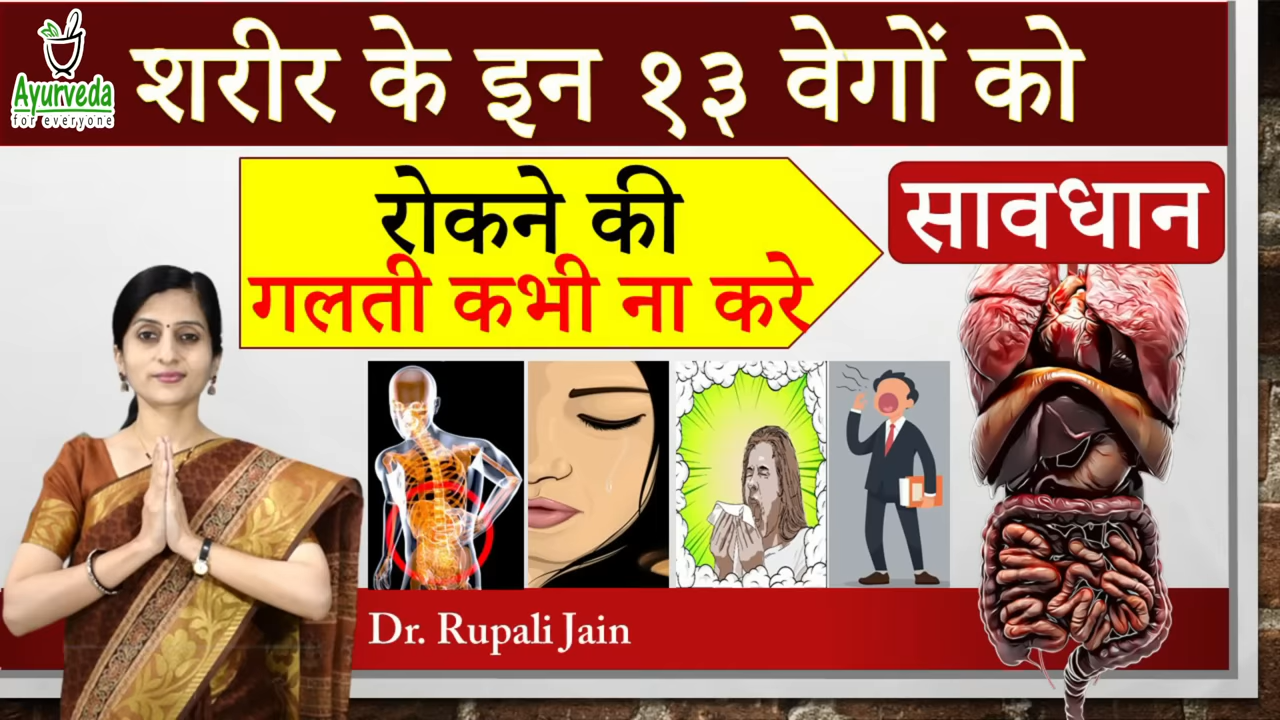 Ayurveda
for everyone
शरीर के इन १३ वेगों को
रोकने की
गलती कभी ना करे
सावधान
Dr. Rupali Jain